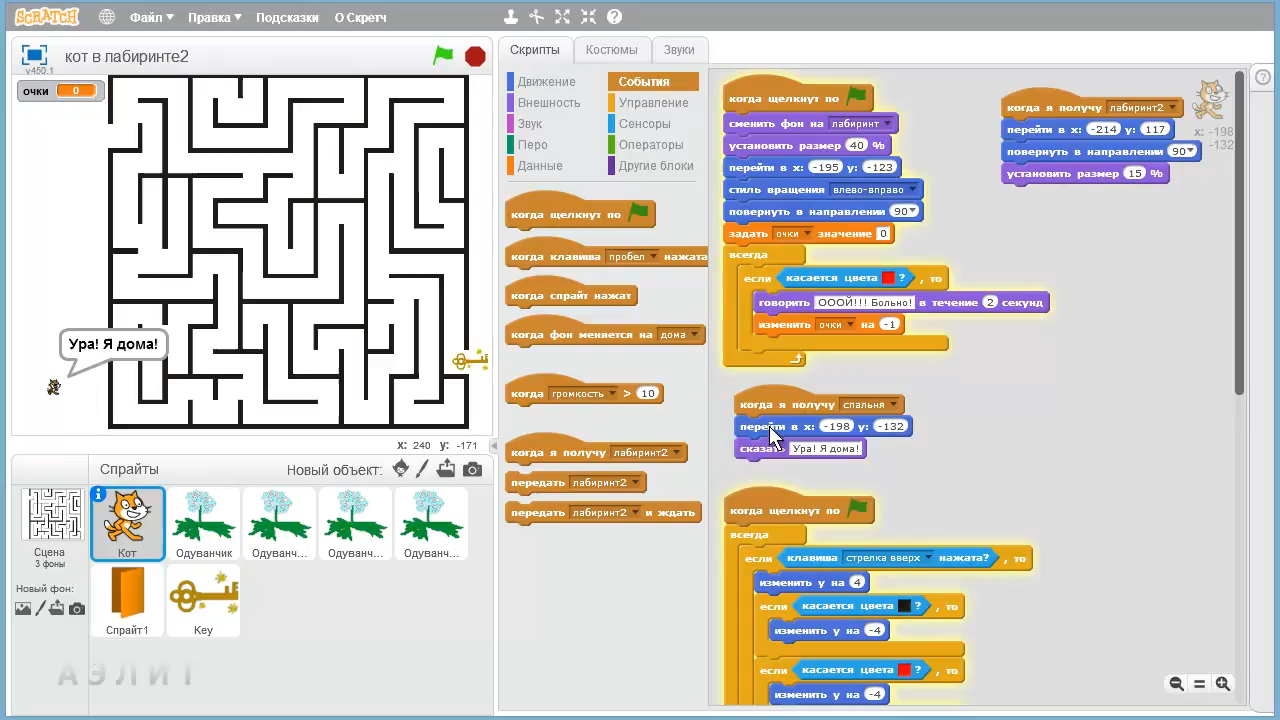 SCRATCH
Файл Правка Подсказки О Скретч
v450.1
кот в лабиринте2
очки 0
Ура! Я дома!
x: 240 y: -171
Спрайты
Новый объект:
Сцена
3 фоны
Новый фон:
Кот
Одуванчик
Одуванч...
Одуванч...
Одуванч...
Спрайт1
Key
АЭЛИТ
Скрипты Костюмы Звуки
Движение События
Внешность Управление
Звук Сенсоры
Перо Операторы
Данные Другие блоки
когда щелкнут по
когда клавиша пробел нажата
когда спрайт нажат
когда фон меняется на дома
когда громкость > 10
когда я получу лабиринт2
передать лабиринт2
передать лабиринт2 и ждать
когда щелкнут по
сменить фон на лабиринт
установить размер 40 %
перейти в x: -195 y: -123
стиль вращения влево-вправо
повернуть в направлении 90
задать очки значение 0
всегда
если касается цвета ? , то
говорить ОООЙ!!! Больно! в течение 2 секунд
изменить очки на -1
когда я получу спальня
перейти в x: -198 y: -132
сказать Ура! Я дома!
когда щелкнут по
всегда
если клавиша стрелка вверх нажата? , то
изменить y на 4
если касается цвета ? , то
изменить y на -4
если касается цвета ? , то
изменить y на -4
когда я получу лабиринт2
перейти в x: -214 y: 117
повернуть в направлении 90
установить размер 15 %
x: -198
y: -132